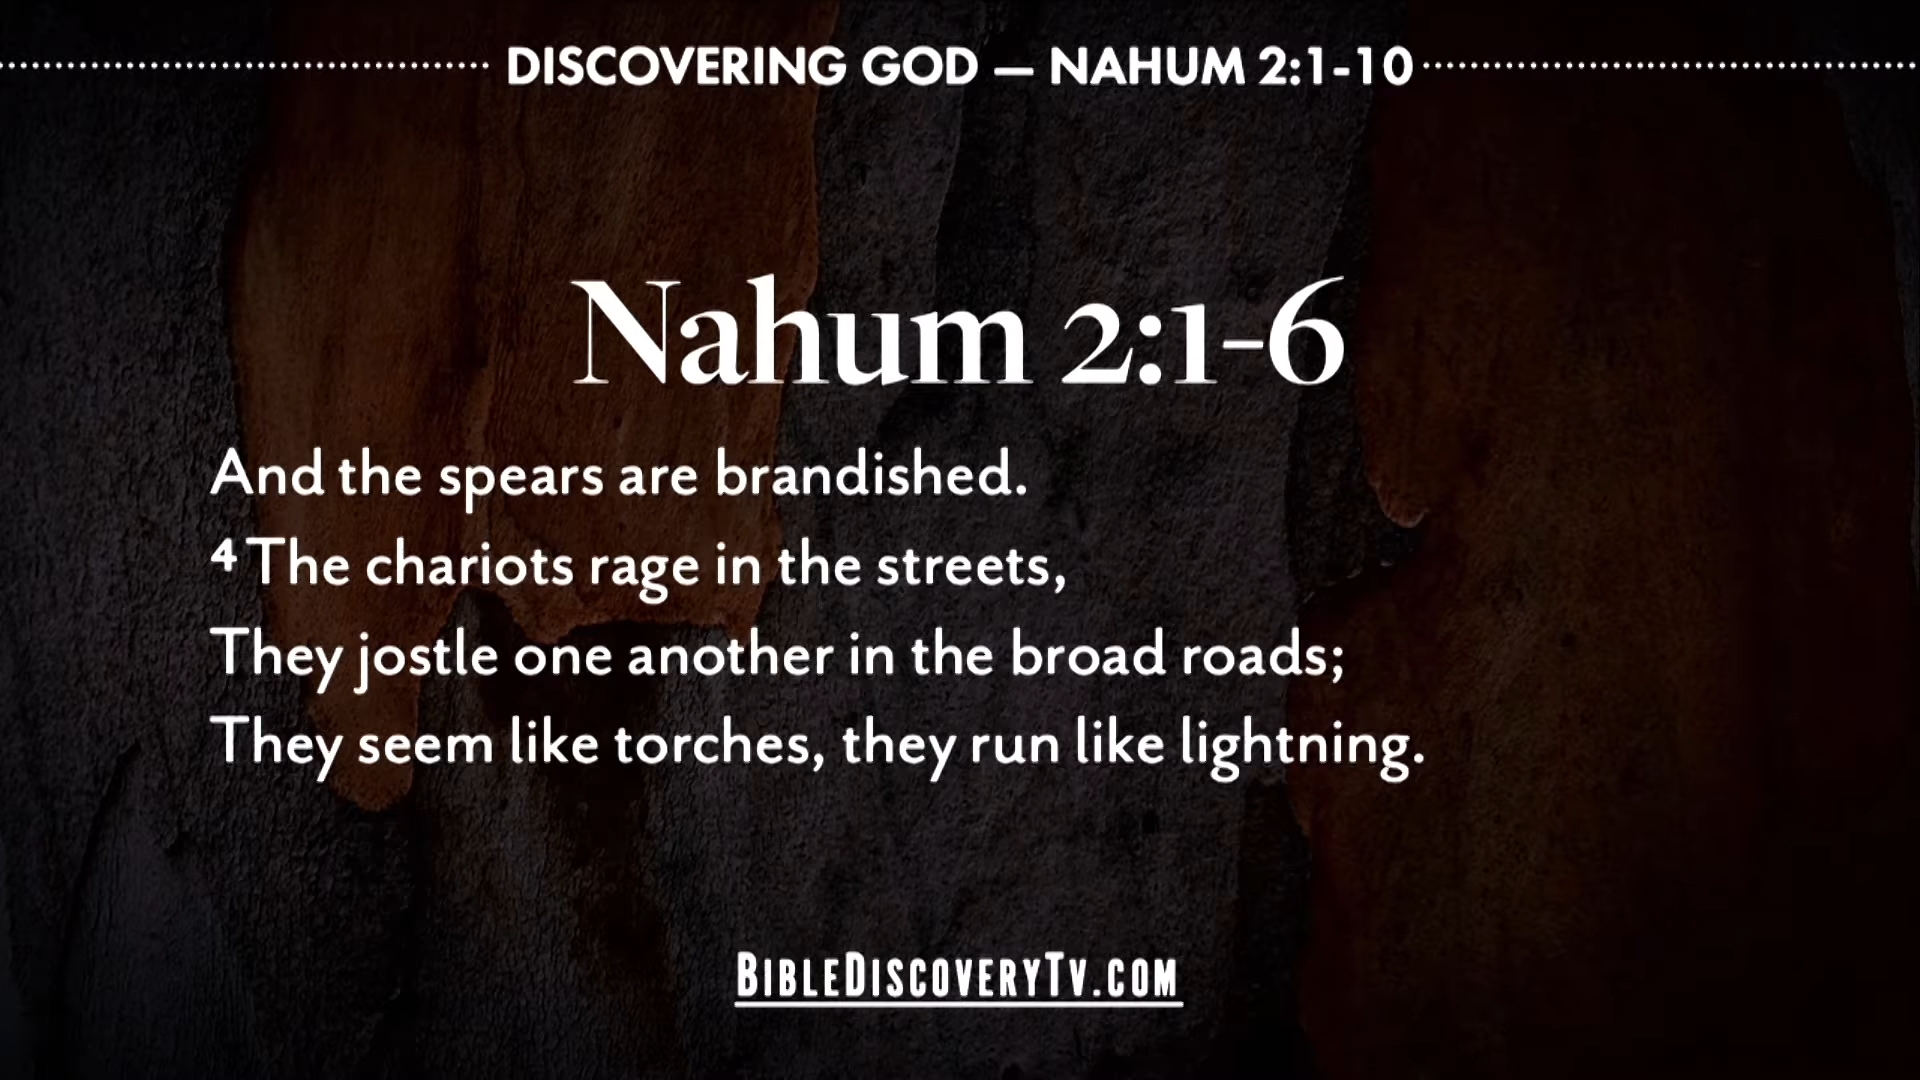 DISCOVERING GOD — NAHUM 2:1-10
Nahum 2:1-6
And the spears are brandished.
4 The chariots rage in the streets,
They jostle one another in the broad roads;
They seem like torches, they run like lightning.
BIBLEDISCOVERYTV.COM